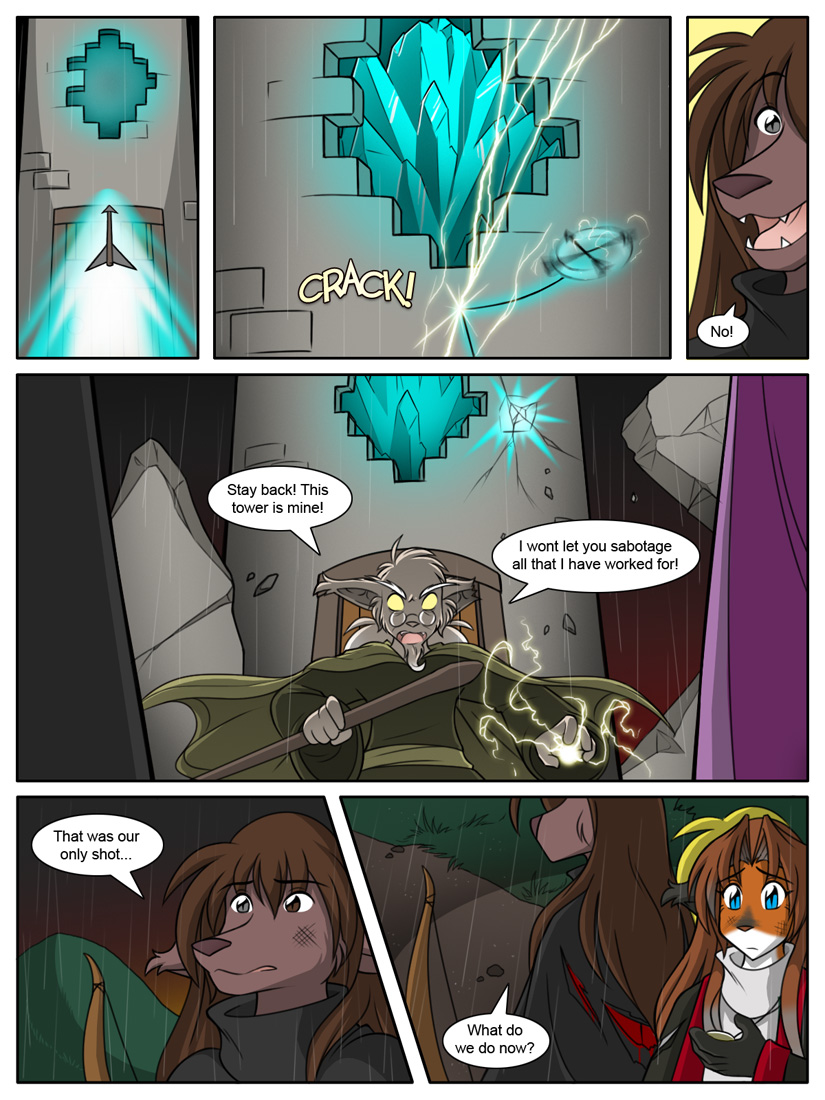 CRACK!
No!
Stay back! This
tower is mine!
I wont let you sabotage
all that I have worked for!
That was our
only shot...
What do
we do now?